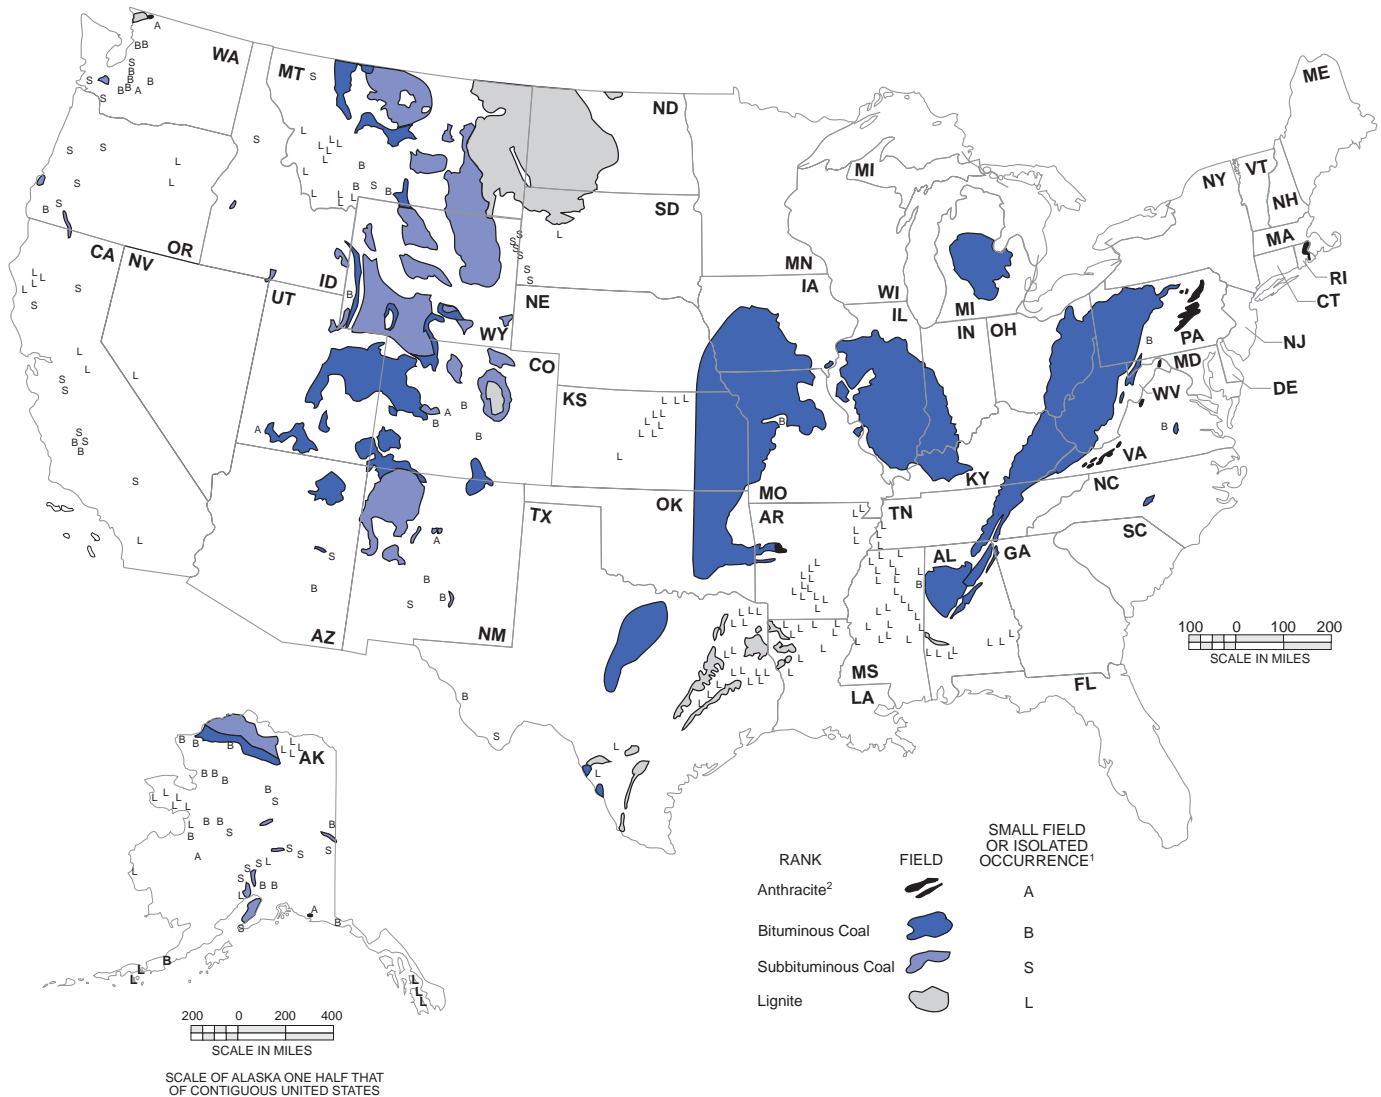 WA
MT
ND
ME
MI
NY
VT
NH
SD
MA
OR
CA
NV
ID
UT
MN
IA
WI
IL
MI
IN
OH
RI
CT
NE
WY
PA
NJ
CO
MD
DE
KS
WV
VA
KY
NC
OK
MO
AR
TN
TX
SC
AL
GA
AZ
NM
MS
LA
FL
100 0 100 200
SCALE IN MILES
AK
200 0 200 400
SCALE IN MILES
SCALE OF ALASKA ONE HALF THAT
OF CONTIGUOUS UNITED STATES
SMALL FIELD
OR ISOLATED
RANK FIELD OCCURRENCE¹
Anthracite² A
Bituminous Coal B
Subbituminous Coal S
Lignite L